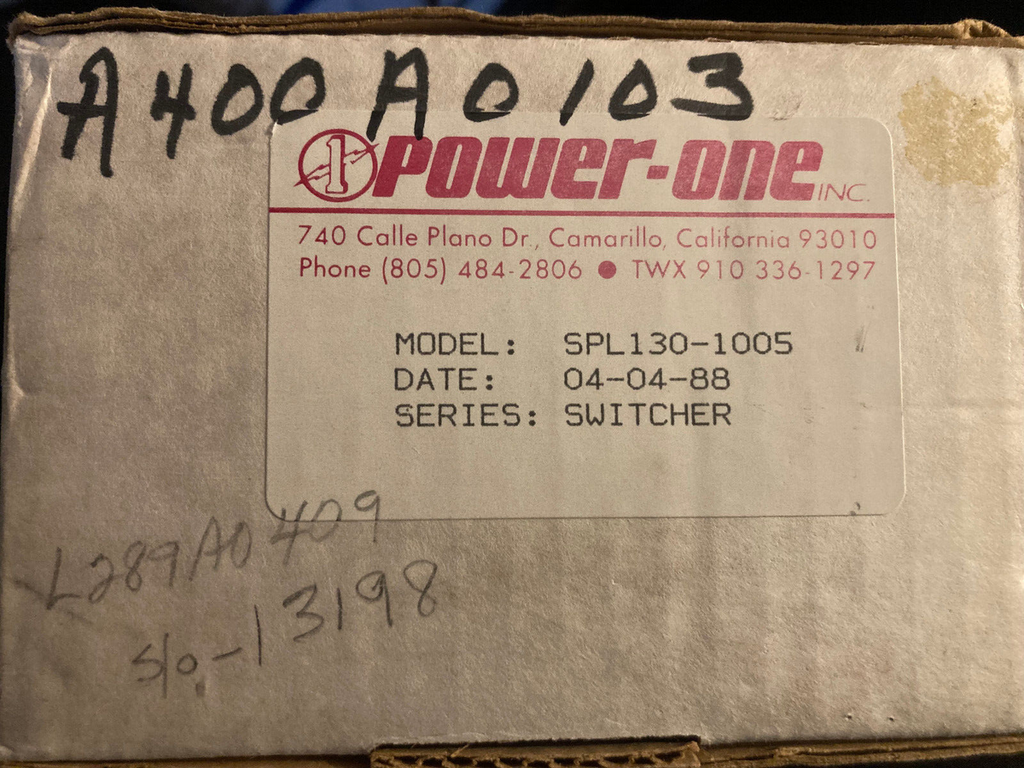 A400A0103
1 POWER-ONE INC.
740 Calle Plano Dr., Camarillo, California 93010
Phone (805) 484-2806 ● TWX 910 336-1297
MODEL: SPL130-1005
DATE: 04-04-88
SERIES: SWITCHER
L289A0409
s/o.-13198